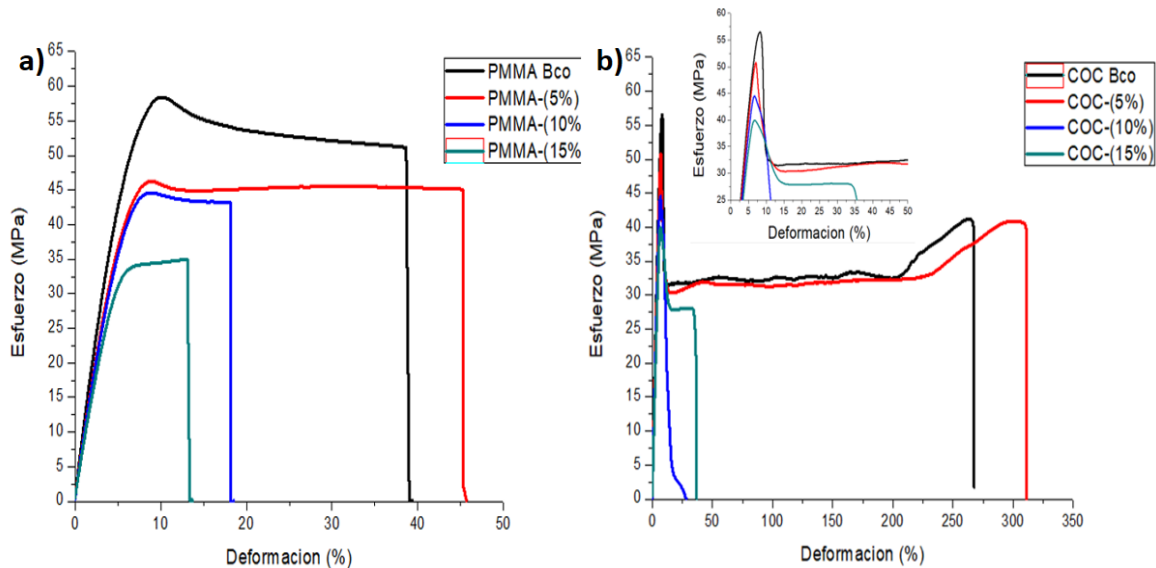 a)
65
60
55
50
45
40
35
30
25
20
15
10
5
0
Esfuerzo (MPa)
0 10 20 30 40 50
Deformacion (%)
PMMA Bco
PMMA-(5%)
PMMA-(10%
PMMA-(15%
b)
65
60
55
50
45
40
35
30
25
20
15
10
5
0
Esfuerzo (MPa)
0 50 100 150 200 250 300 350
Deformacion (%)
60
55
50
45
40
35
30
25
Esfuerzo (MPa)
0 5 10 15 20 25 30 35 40 45 50
Deformacion (%)
COC Bco
COC-(5%)
COC-(10%)
COC-(15%)